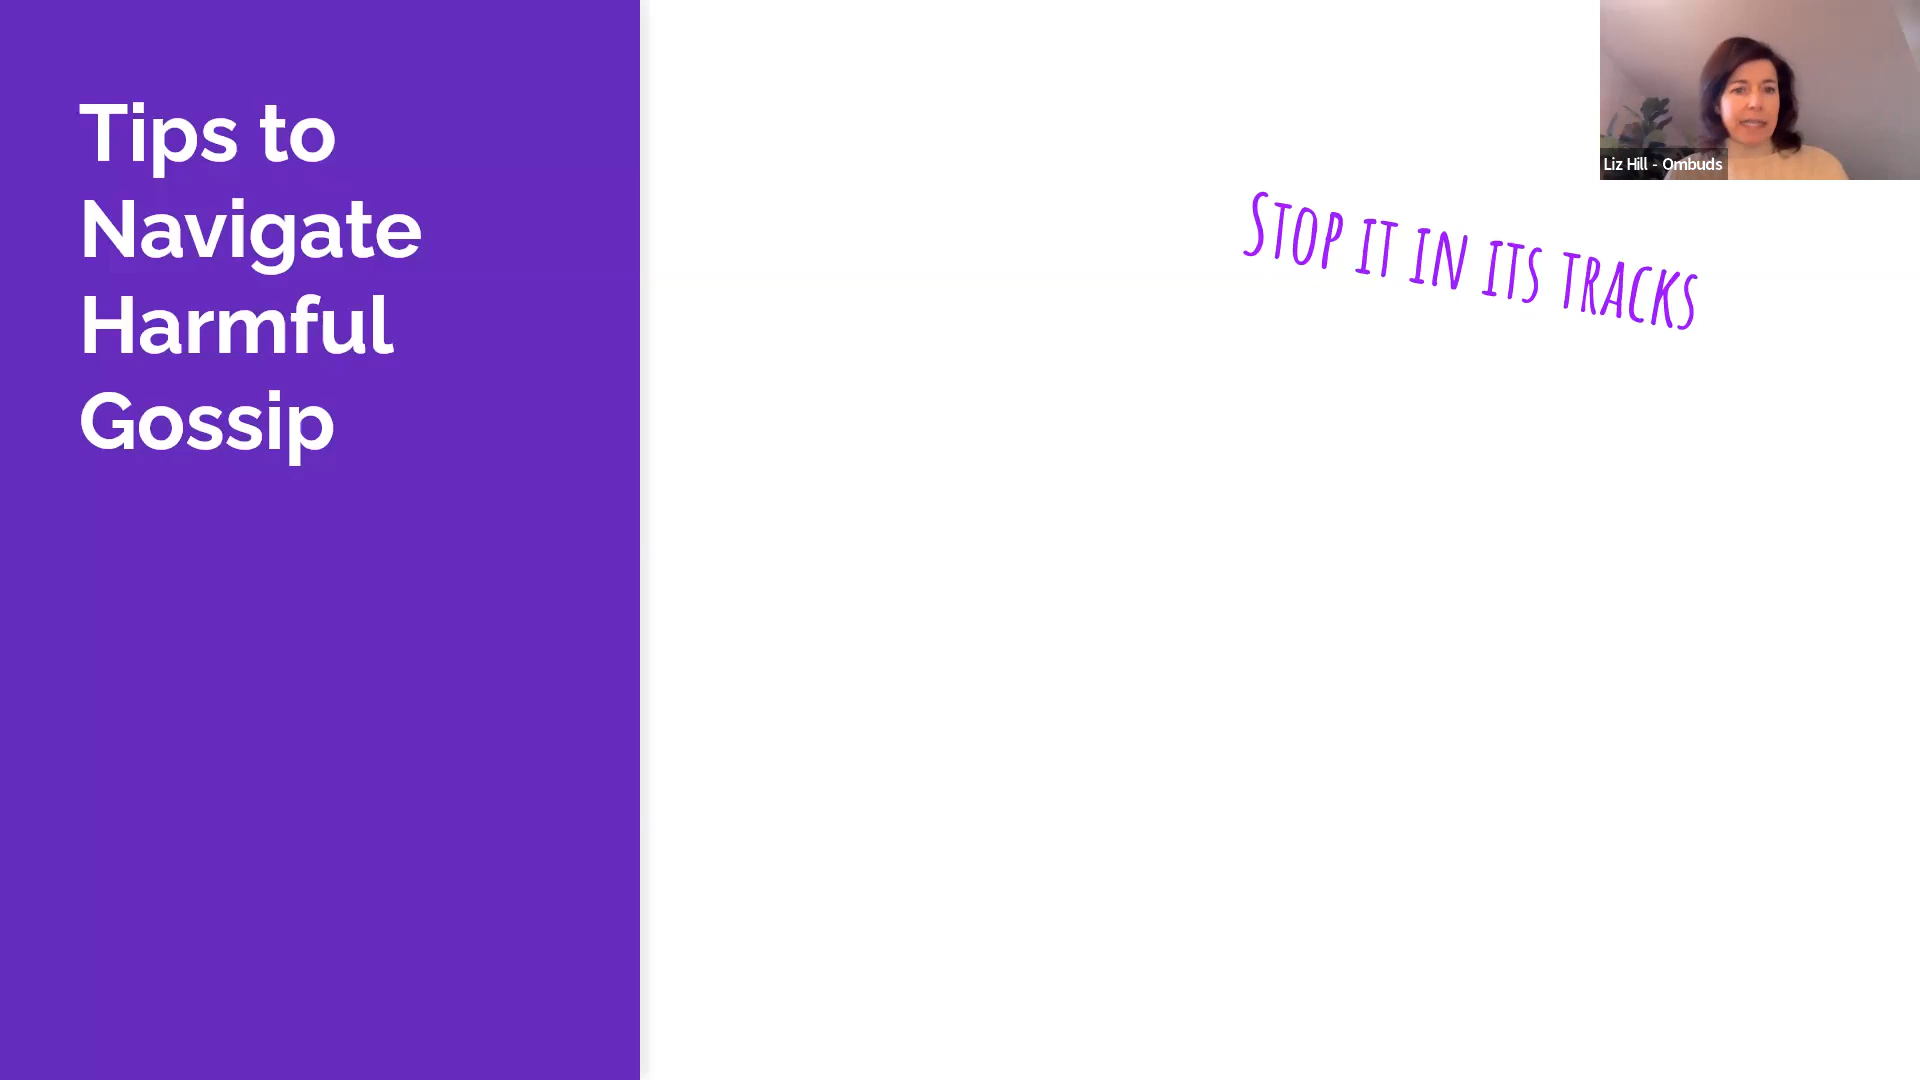 Tips to
Navigate
Harmful
Gossip
Liz Hill - Ombuds
Stop it in its tracks